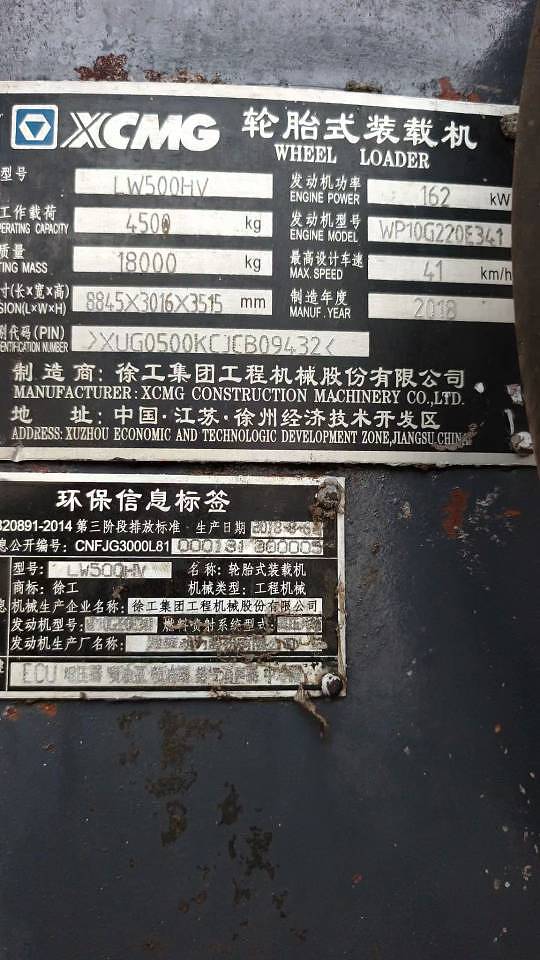 XCMG 轮胎式装载机
WHEEL LOADER
型号 LW500HV 发动机功率 162 kW
ENGINE POWER
工作载荷 4500 kg 发动机型号 WP10G220E341
OPERATING CAPACITY ENGINE MODEL
质量 18000 kg 最高设计车速 41 km/h
TING MASS MAX. SPEED
寸(长×宽×高) 8845×3016×3515 mm 制造年度 2018
SION(L×W×H) MANUF. YEAR
别代码(PIN) >XUG0500KCJCB09432<
IDENTIFICATION NUMBER
制造商: 徐工集团工程机械股份有限公司
MANUFACTURER: XCMG CONSTRUCTION MACHINERY CO.,LTD.
地 址: 中国·江苏·徐州经济技术开发区
ADDRESS: XUZHOU ECONOMIC AND TECHNOLOGIC DEVELOPMENT ZONE,JIANGSU,CHINA
环保信息标签
320891-2014 第三阶段排放标准 · 生产日期
息公开编号: CNFJG3000L81
型号: LW500HV 名称: 轮胎式装载机
商标: 徐工 机械类型: 工程机械
息 机械生产企业名称: 徐工集团工程机械股份有限公司
发动机型号: 燃料喷射系统型式:
发动机生产厂名称:
ECU